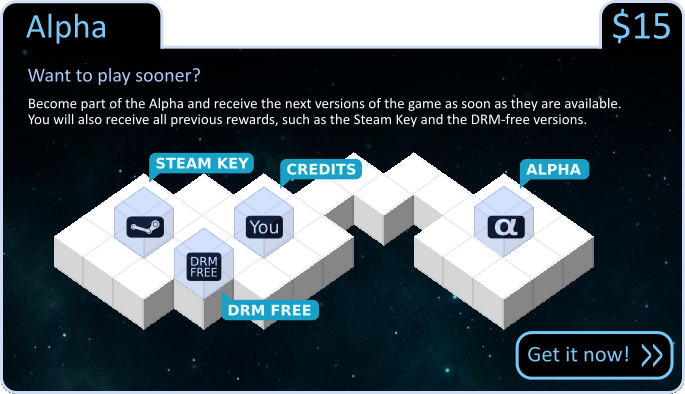 Alpha
$15
Want to play sooner?
Become part of the Alpha and receive the next versions of the game as soon as they are available.
You will also receive all previous rewards, such as the Steam Key and the DRM-free versions.
STEAM KEY
CREDITS
ALPHA
You
α
DRM
FREE
DRM FREE
Get it now!